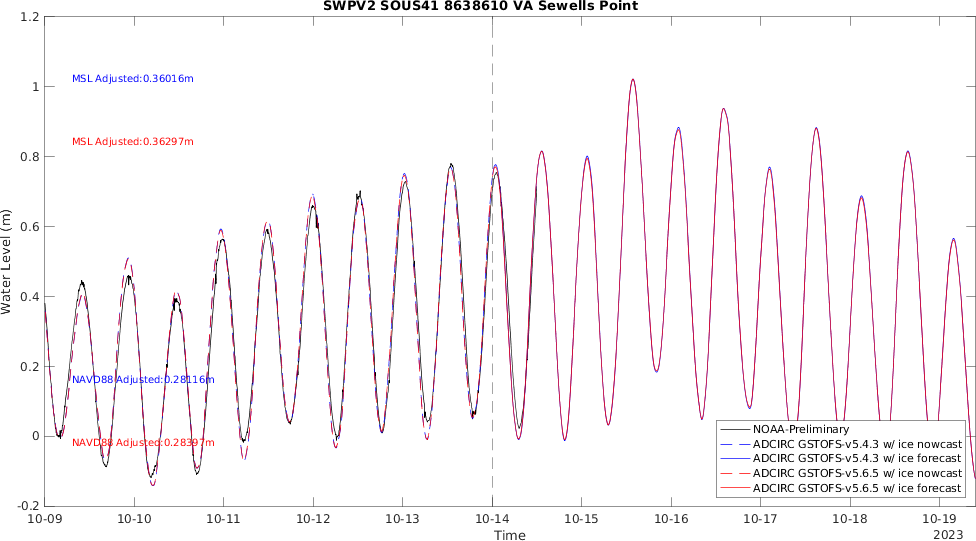 SWPV2 SOUS41 8638610 VA Sewells Point
1.2
1
0.8
0.6
0.4
0.2
0
-0.2
Water Level (m)
MSL Adjusted:0.36016m
MSL Adjusted:0.36297m
NAVD88 Adjusted:0.28116m
NAVD88 Adjusted:0.28397m
NOAA-Preliminary
ADCIRC GSTOFS-v5.4.3 w/ ice nowcast
ADCIRC GSTOFS-v5.4.3 w/ ice forecast
ADCIRC GSTOFS-v5.6.5 w/ ice nowcast
ADCIRC GSTOFS-v5.6.5 w/ ice forecast
10-09 10-10 10-11 10-12 10-13 10-14 10-15 10-16 10-17 10-18 10-19
Time
2023